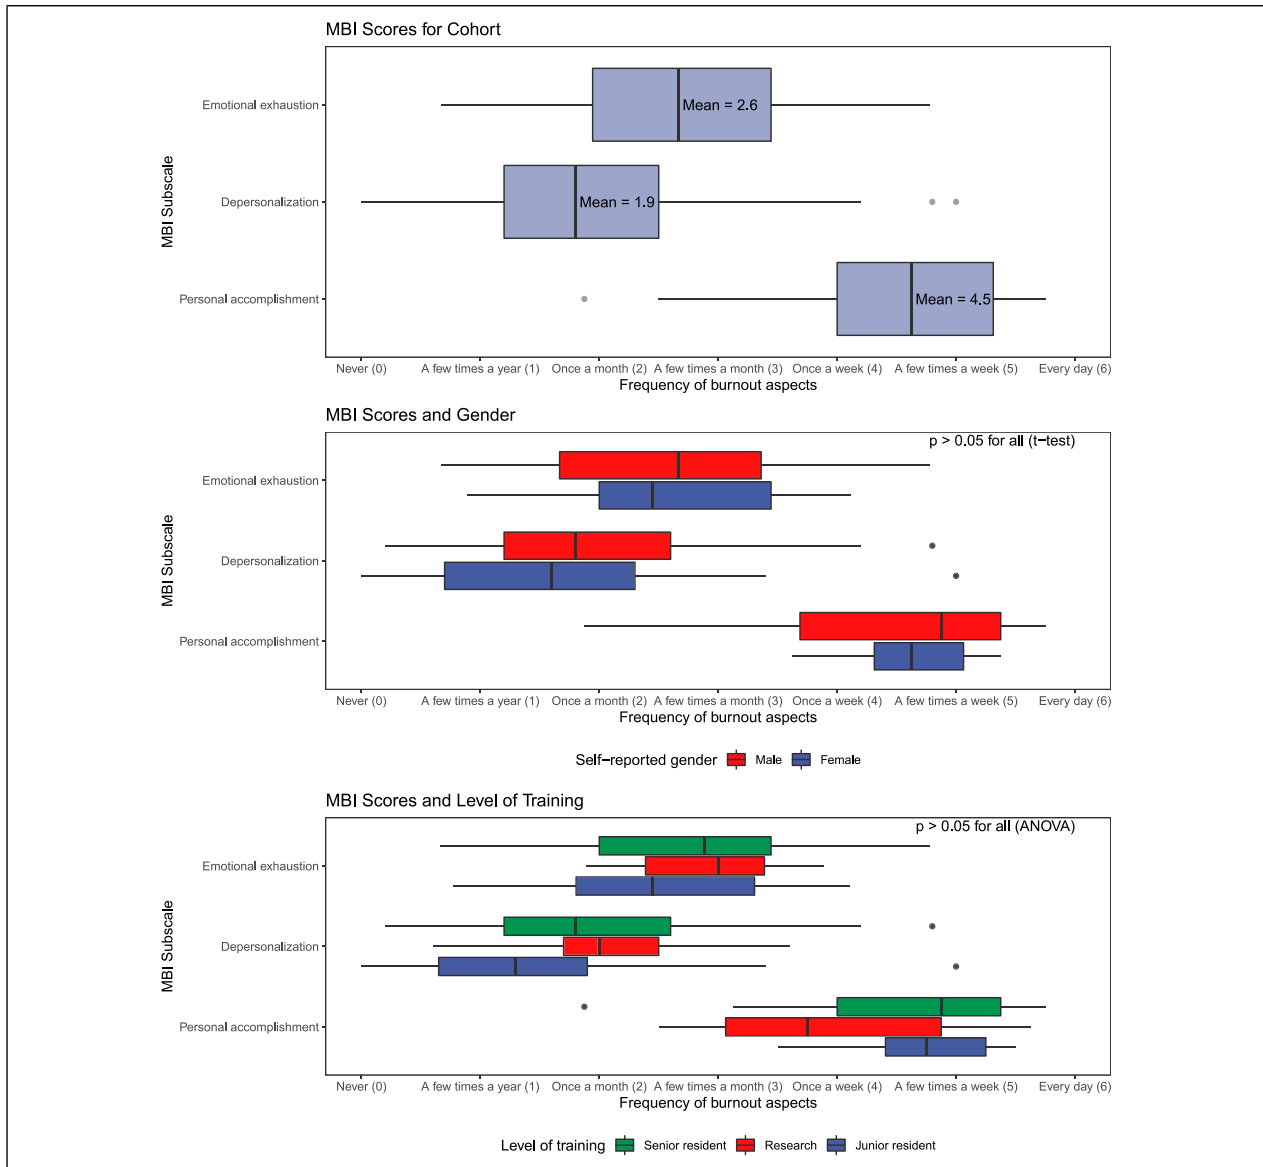 MBI Scores for Cohort
MBI Subscale
Emotional exhaustion
Mean = 2.6
Depersonalization
Mean = 1.9
Personal accomplishment
Mean = 4.5
Never (0) A few times a year (1) Once a month (2) A few times a month (3) Once a week (4) A few times a week (5) Every day (6)
Frequency of burnout aspects
MBI Scores and Gender
p > 0.05 for all (t−test)
MBI Subscale
Emotional exhaustion
Depersonalization
Personal accomplishment
Never (0) A few times a year (1) Once a month (2) A few times a month (3) Once a week (4) A few times a week (5) Every day (6)
Frequency of burnout aspects
Self−reported gender Male Female
MBI Scores and Level of Training
p > 0.05 for all (ANOVA)
MBI Subscale
Emotional exhaustion
Depersonalization
Personal accomplishment
Never (0) A few times a year (1) Once a month (2) A few times a month (3) Once a week (4) A few times a week (5) Every day (6)
Frequency of burnout aspects
Level of training Senior resident Research Junior resident